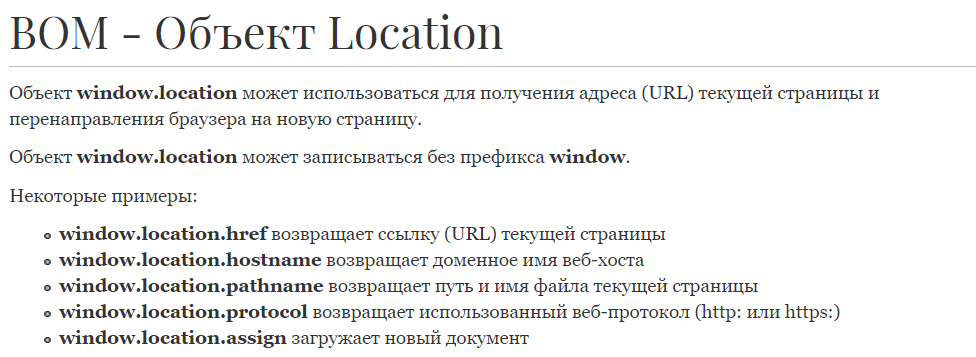 BOM - Объект Location
Объект window.location может использоваться для получения адреса (URL) текущей страницы и
перенаправления браузера на новую страницу.
Объект window.location может записываться без префикса window.
Некоторые примеры:
window.location.href возвращает ссылку (URL) текущей страницы
window.location.hostname возвращает доменное имя веб-хоста
window.location.pathname возвращает путь и имя файла текущей страницы
window.location.protocol возвращает использованный веб-протокол (http: или https:)
window.location.assign загружает новый документ